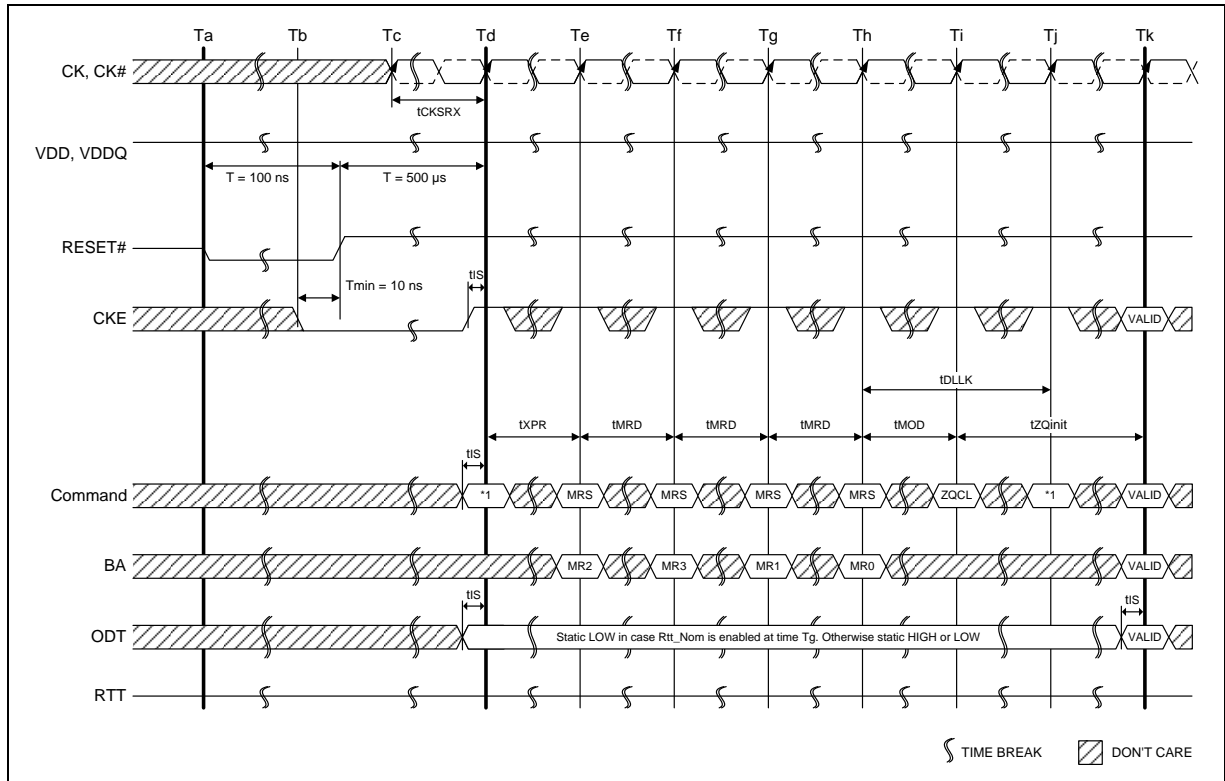 Ta Tb Tc Td Te Tf Tg Th Ti Tj Tk
CK, CK#
tCKSRX
VDD, VDDQ
T = 100 ns T = 500 µs
RESET#
Tmin = 10 ns tIS
CKE VALID
tDLLK
tXPR tMRD tMRD tMRD tMOD tZQinit
tIS
Command *1 MRS MRS MRS MRS ZQCL *1 VALID
BA MR2 MR3 MR1 MR0 VALID
tIS tIS
ODT Static LOW in case Rtt_Nom is enabled at time Tg. Otherwise static HIGH or LOW VALID
RTT
TIME BREAK DON'T CARE